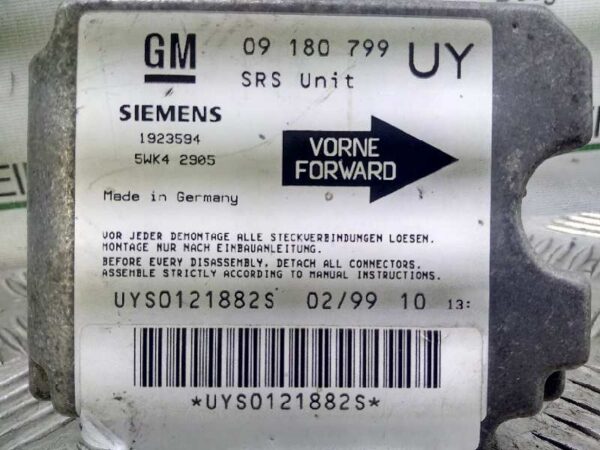 GM 09 180 799 UY
SRS Unit
SIEMENS
1923594
5WK4 2905
VORNE
FORWARD
Made in Germany
VOR JEDER DEMONTAGE ALLE STECKVERBINDUNGEN LOESEN.
MONTAGE NUR NACH EINBAUANLEITUNG.
BEFORE EVERY DISASSEMBLY, DETACH ALL CONNECTORS.
ASSEMBLE STRICTLY ACCORDING TO MANUAL INSTRUCTIONS.
UYS0121882S 02/99 10 13:
*UYS0121882S*